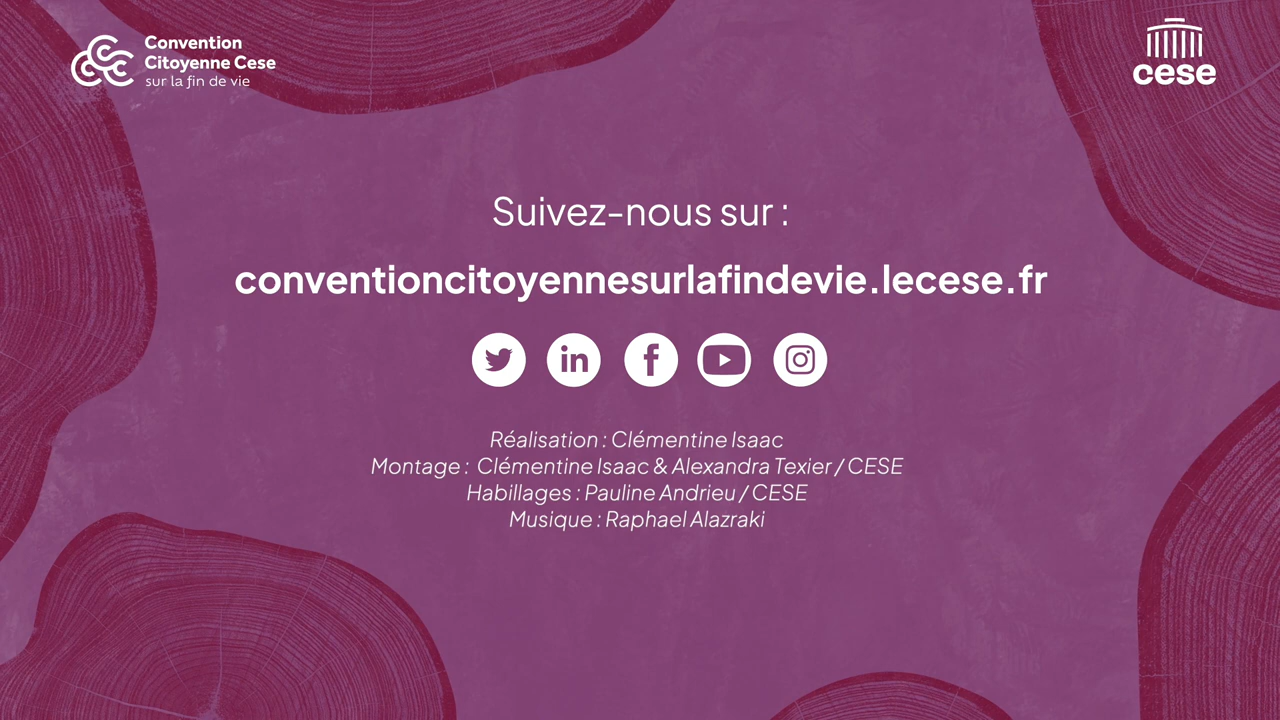 Convention
Citoyenne Cese
sur la fin de vie
cese
Suivez-nous sur :
conventioncitoyennesurlafindevie.lecese.fr
in
f
Réalisation : Clémentine Isaac
Montage : Clémentine Isaac & Alexandra Texier / CESE
Habillages : Pauline Andrieu / CESE
Musique : Raphael Alazraki